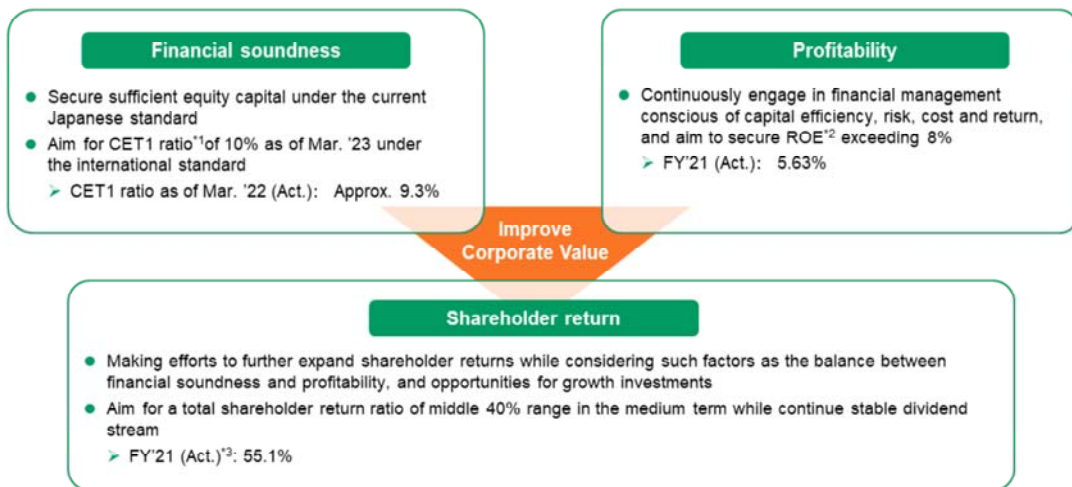 Financial soundness
● Secure sufficient equity capital under the current
Japanese standard
● Aim for CET1 ratio*1of 10% as of Mar. '23 under
the international standard
➢ CET1 ratio as of Mar. '22 (Act.): Approx. 9.3%
Profitability
● Continuously engage in financial management
conscious of capital efficiency, risk, cost and return,
and aim to secure ROE*2 exceeding 8%
➢ FY'21 (Act.): 5.63%
Improve
Corporate Value
Shareholder return
● Making efforts to further expand shareholder returns while considering such factors as the balance between
financial soundness and profitability, and opportunities for growth investments
● Aim for a total shareholder return ratio of middle 40% range in the medium term while continue stable dividend
stream
➢ FY'21 (Act.)*3: 55.1%